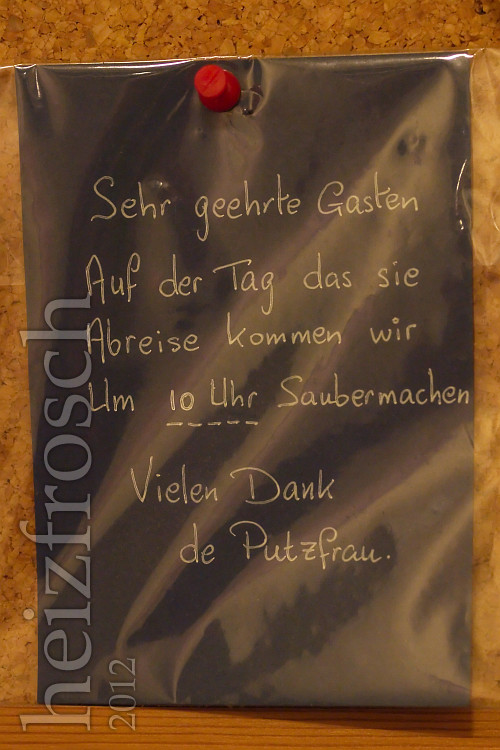 Sehr geehrte Gasten
Auf der Tag das sie
Abreise kommen wir
Um 10 Uhr Saubermachen
Vielen Dank
de Putzfrau.
heizfrosch
2012